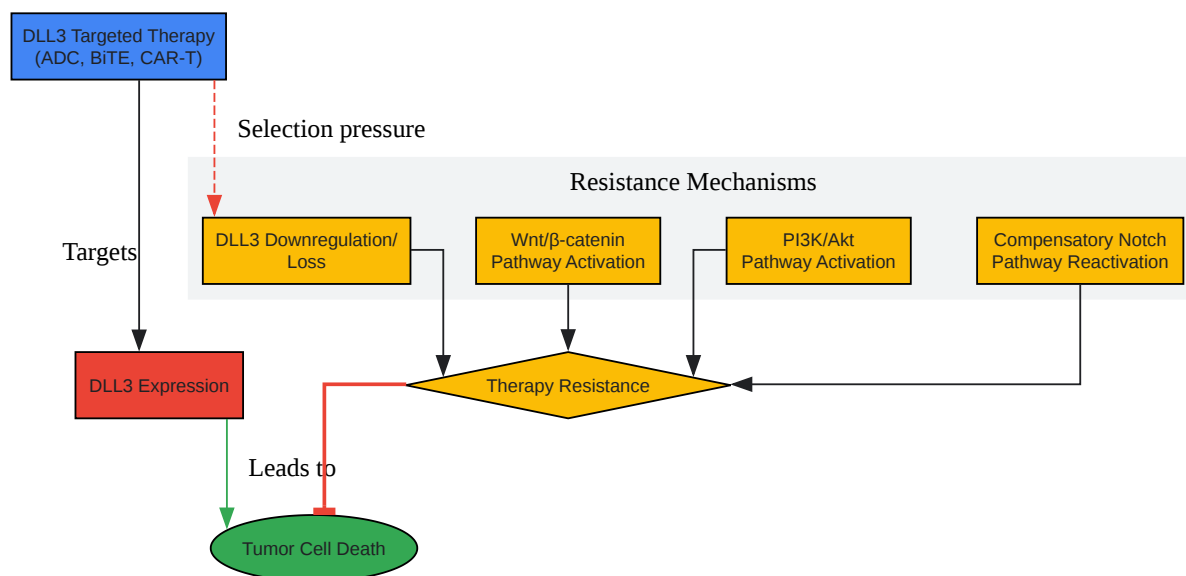 DLL3 Targeted Therapy
(ADC, BiTE, CAR-T)
Selection pressure
Resistance Mechanisms
DLL3 Downregulation/
Loss
Wnt/β-catenin
Pathway Activation
PI3K/Akt
Pathway Activation
Compensatory Notch
Pathway Reactivation
Targets
DLL3 Expression
Therapy Resistance
Leads to
Tumor Cell Death